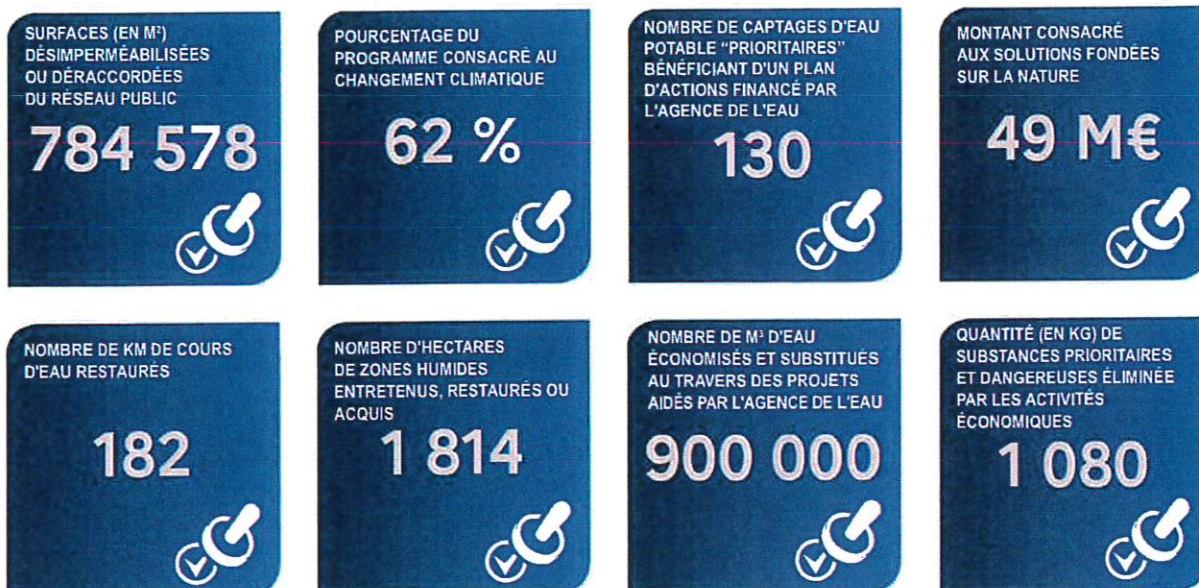 SURFACES (EN M²)
DÉSIMPERMÉABILISÉES
OU DÉRACCORDÉES
DU RÉSEAU PUBLIC
784 578
POURCENTAGE DU
PROGRAMME CONSACRÉ AU
CHANGEMENT CLIMATIQUE
62 %
NOMBRE DE CAPTAGES D'EAU
POTABLE "PRIORITAIRES"
BÉNÉFICIANT D'UN PLAN
D'ACTIONS FINANCÉ PAR
L'AGENCE DE L'EAU
130
MONTANT CONSACRÉ
AUX SOLUTIONS FONDÉES
SUR LA NATURE
49 M€
NOMBRE DE KM DE COURS
D'EAU RESTAURÉS
182
NOMBRE D'HECTARES
DE ZONES HUMIDES
ENTRETENUS, RESTAURÉS OU
ACQUIS
1 814
NOMBRE DE M³ D'EAU
ÉCONOMISÉS ET SUBSTITUÉS
AU TRAVERS DES PROJETS
AIDÉS PAR L'AGENCE DE L'EAU
900 000
QUANTITÉ (EN KG) DE
SUBSTANCES PRIORITAIRES
ET DANGEREUSES ÉLIMINÉE
PAR LES ACTIVITÉS
ÉCONOMIQUES
1 080